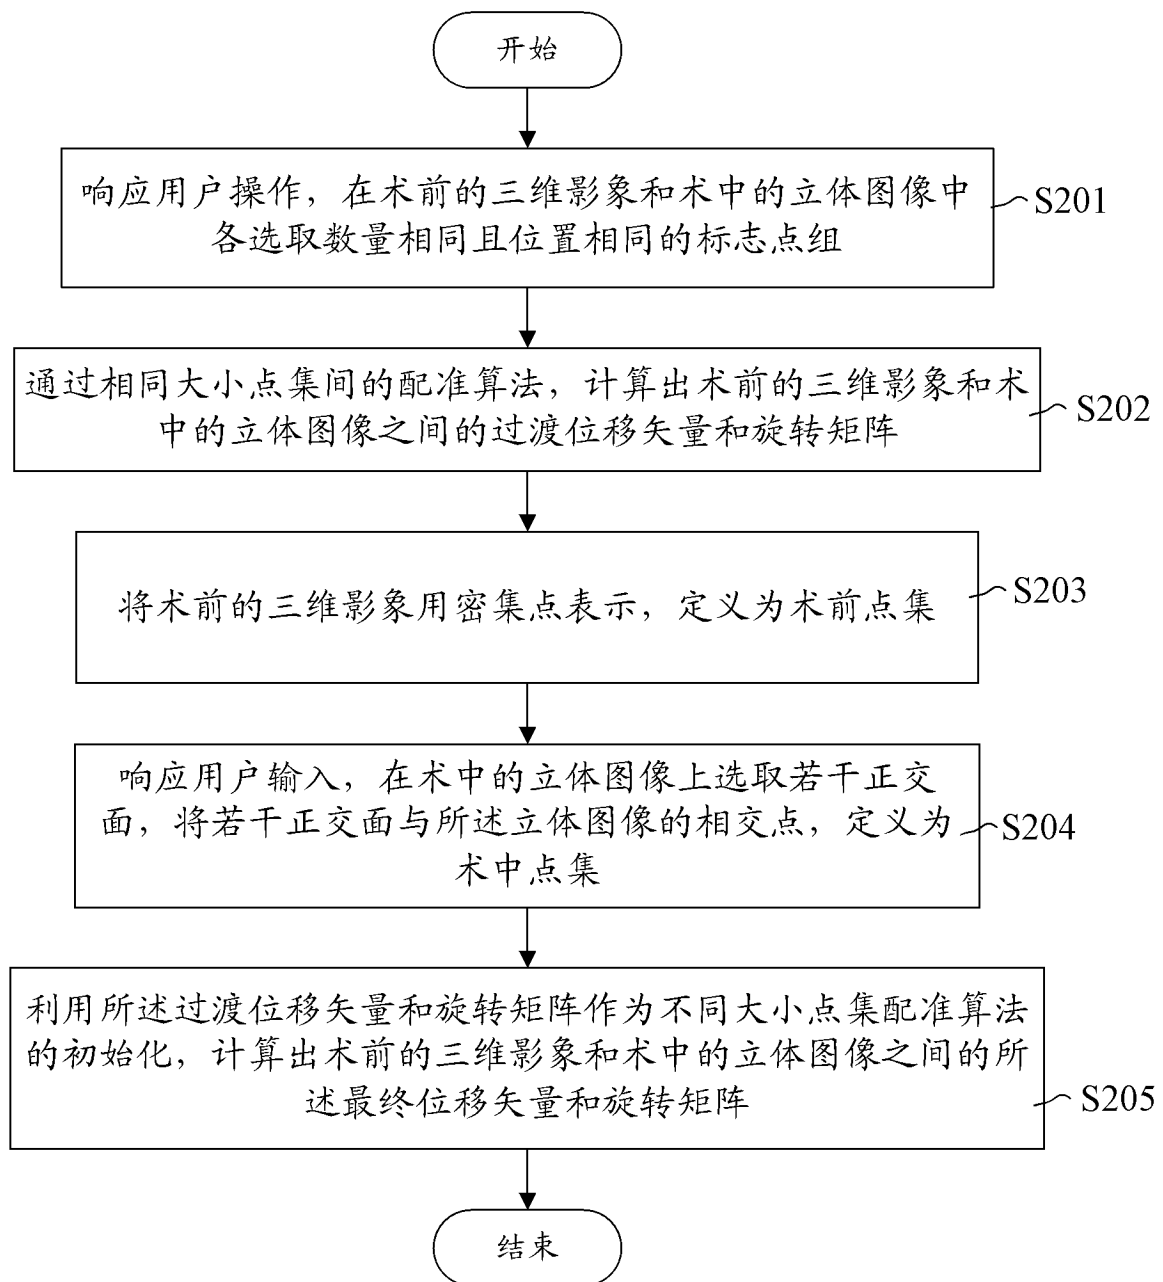 开始
响应用户操作，在术前的三维影象和术中的立体图像中
各选取数量相同且位置相同的标志点组
S201
通过相同大小点集间的配准算法，计算出术前的三维影象和术
中的立体图像之间的过渡位移矢量和旋转矩阵
S202
将术前的三维影象用密集点表示，定义为术前点集
S203
响应用户输入，在术中的立体图像上选取若干正交
面，将若干正交面与所述立体图像的相交点，定义为
术中点集
S204
利用所述过渡位移矢量和旋转矩阵作为不同大小点集配准算法
的初始化，计算出术前的三维影象和术中的立体图像之间的所
述最终位移矢量和旋转矩阵
S205
结束